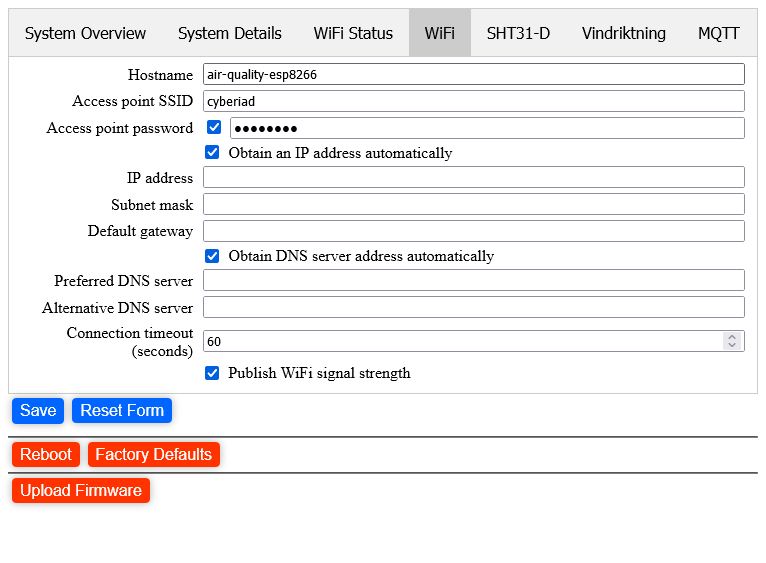 System Overview System Details WiFi Status WiFi SHT31-D Vindriktning MQTT
Hostname air-quality-esp8266
Access point SSID cyberiad
Access point password ●●●●●●●●
Obtain an IP address automatically
IP address
Subnet mask
Default gateway
Obtain DNS server address automatically
Preferred DNS server
Alternative DNS server
Connection timeout
(seconds) 60
Publish WiFi signal strength
Save Reset Form
Reboot Factory Defaults
Upload Firmware